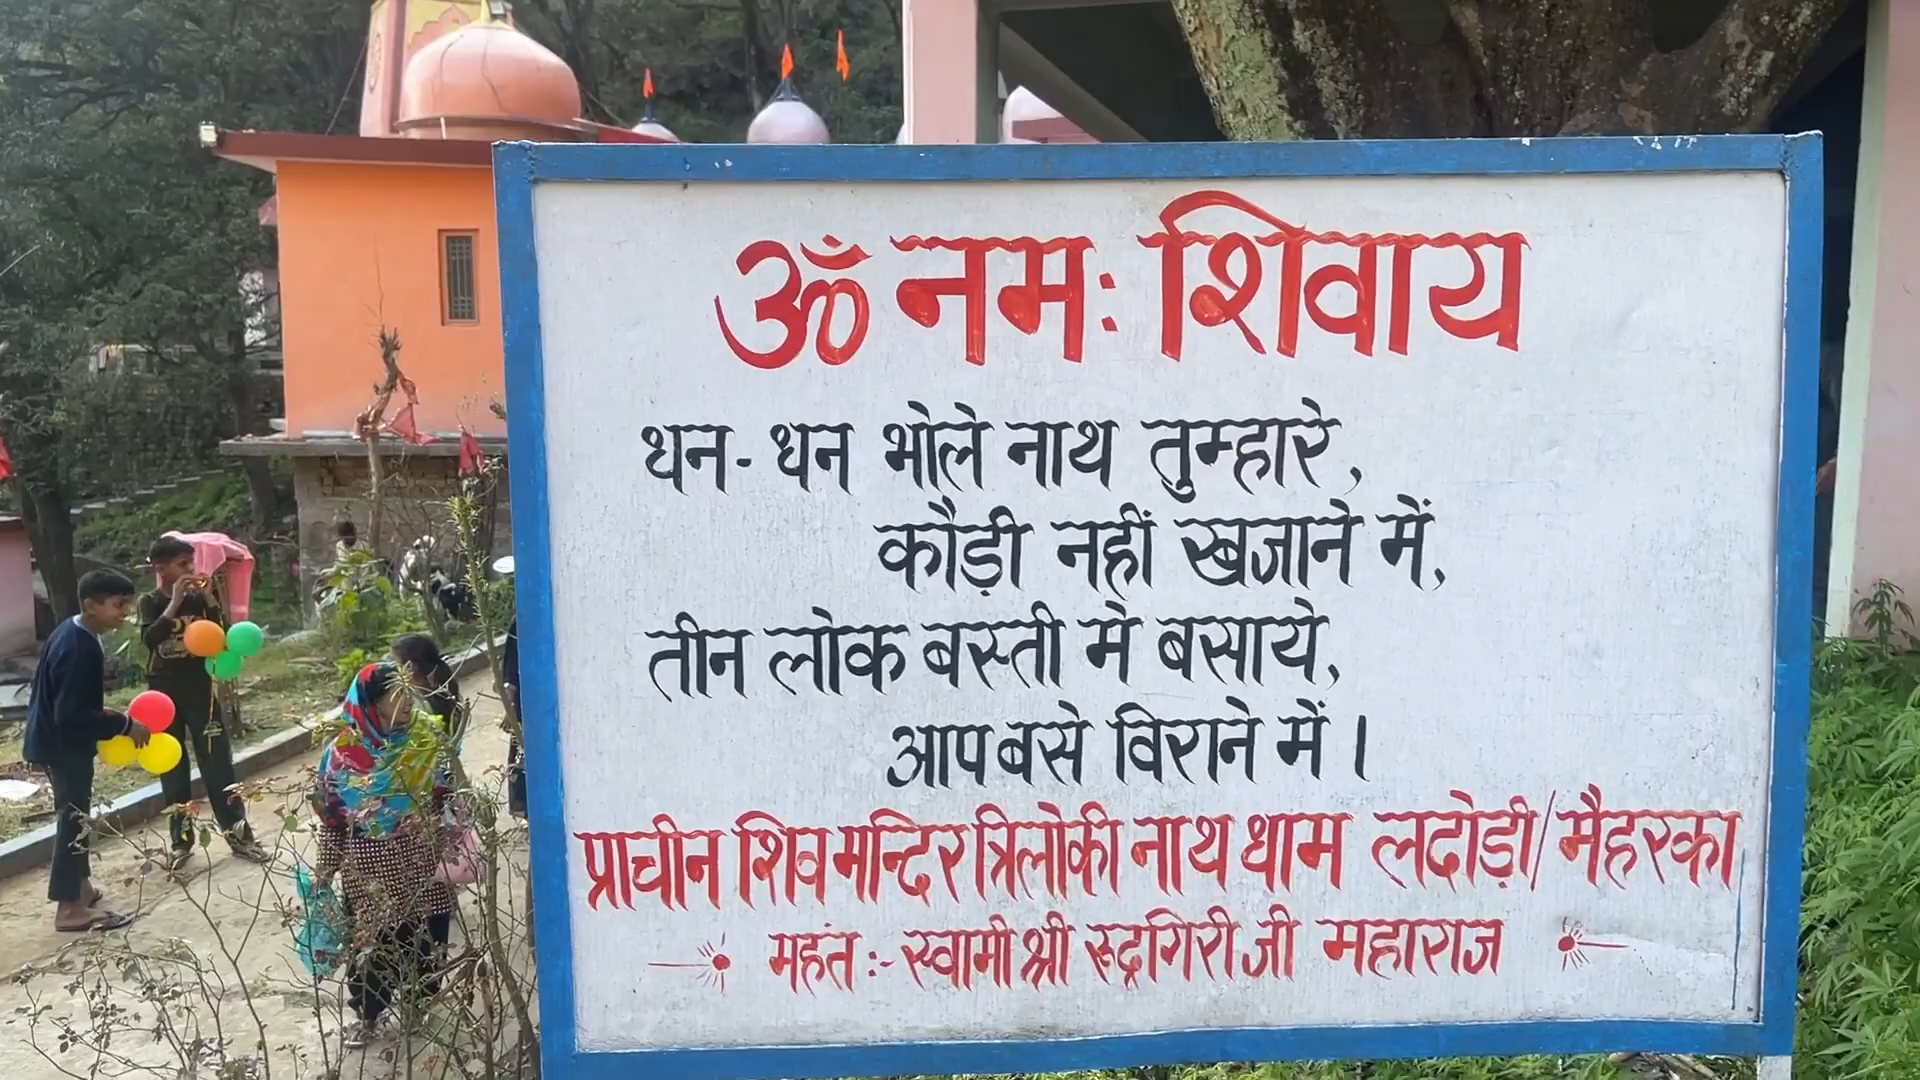 ॐ नम: शिवाय
धन- धन भोले नाथ तुम्हारे,
कौड़ी नहीं खजाने में,
तीन लोक बस्ती मे बसाये,
आप बसे विराने में।
प्राचीन शिव मन्दिर त्रिलोकी नाथ धाम लदोड़ी/मैहरका
महंत :- स्वामी श्री रूद्रगिरी जी महाराज